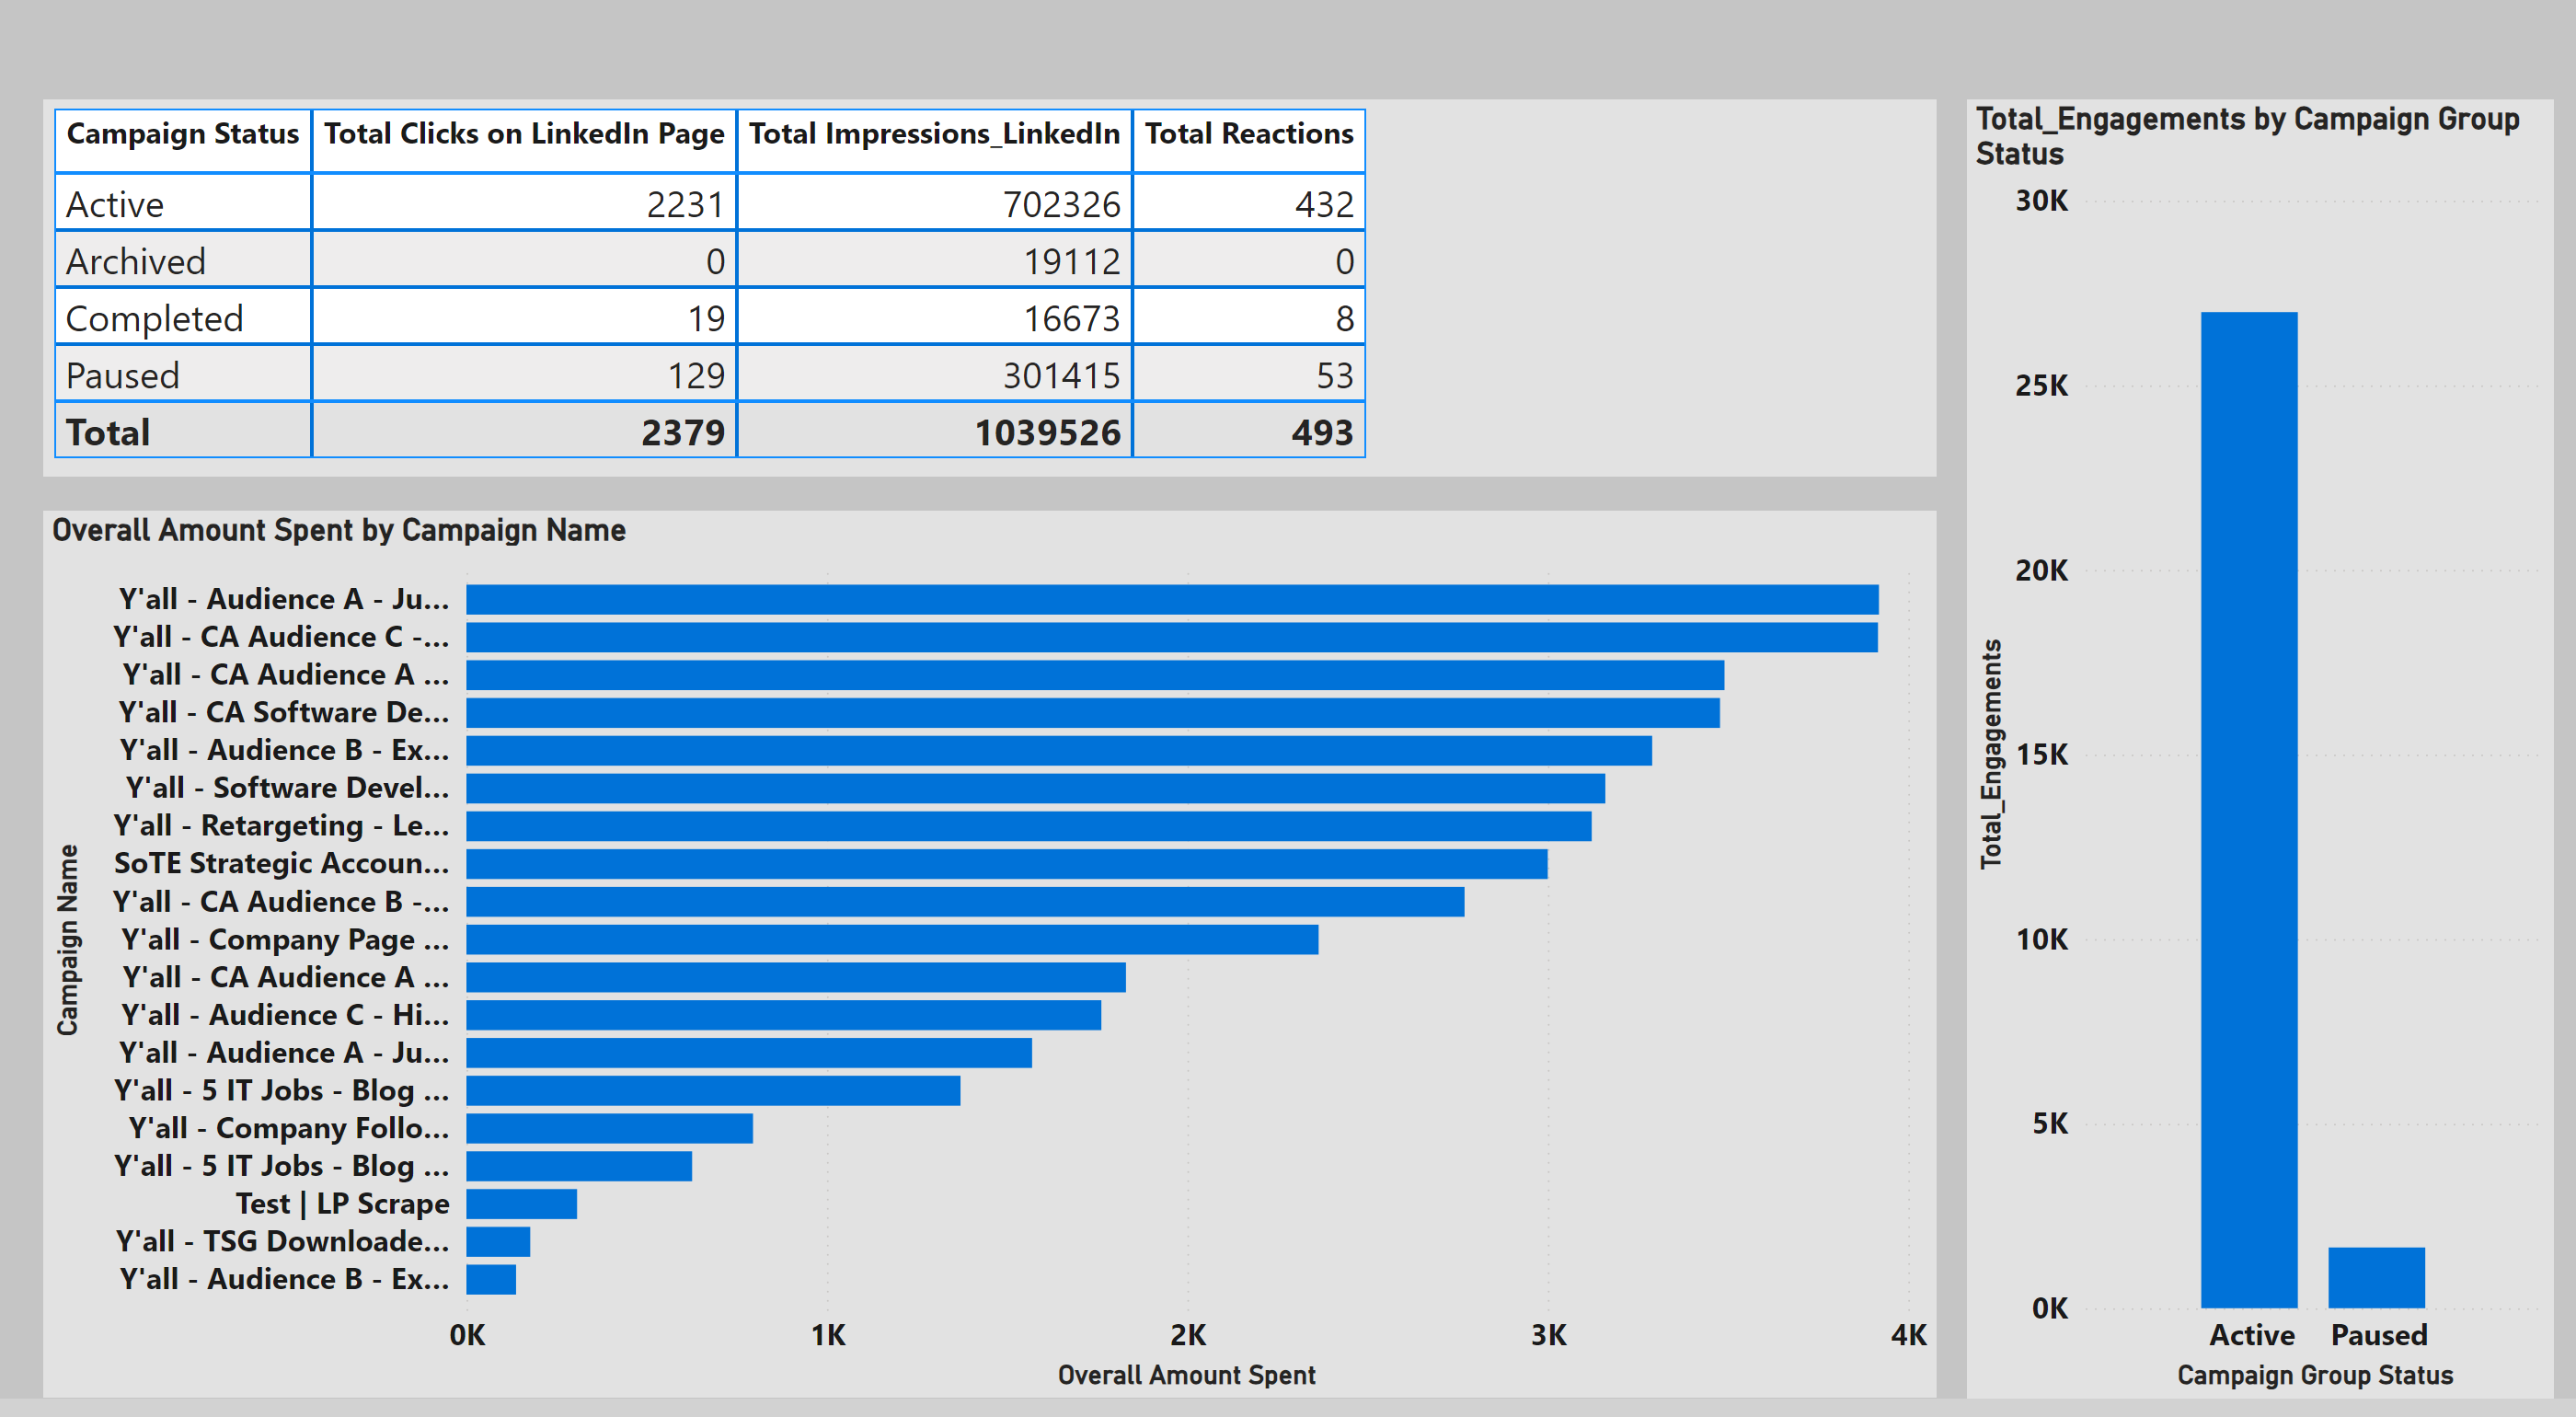 Campaign Status Total Clicks on LinkedIn Page Total Impressions_LinkedIn Total Reactions
Active 2231 702326 432
Archived 0 19112 0
Completed 19 16673 8
Paused 129 301415 53
Total 2379 1039526 493
Overall Amount Spent by Campaign Name
Campaign Name
Y'all - Audience A - Ju...
Y'all - CA Audience C -...
Y'all - CA Audience A ...
Y'all - CA Software De...
Y'all - Audience B - Ex...
Y'all - Software Devel...
Y'all - Retargeting - Le...
SoTE Strategic Accoun...
Y'all - CA Audience B -...
Y'all - Company Page ...
Y'all - CA Audience A ...
Y'all - Audience C - Hi...
Y'all - Audience A - Ju...
Y'all - 5 IT Jobs - Blog ...
Y'all - Company Follo...
Y'all - 5 IT Jobs - Blog ...
Test | LP Scrape
Y'all - TSG Downloade...
Y'all - Audience B - Ex...
0K 1K 2K 3K 4K
Overall Amount Spent
Total_Engagements by Campaign Group
Status
Total_Engagements
30K
25K
20K
15K
10K
5K
0K
Active Paused
Campaign Group Status